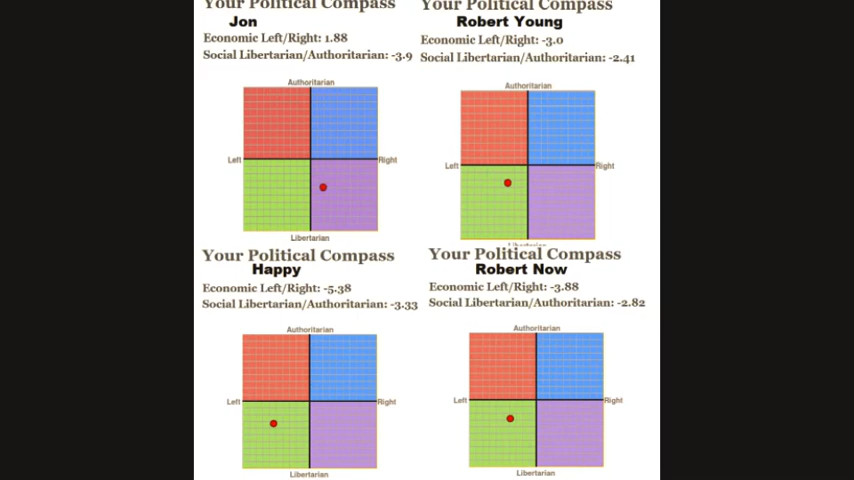 Your Political Compass
Jon
Economic Left/Right: 1.88
Social Libertarian/Authoritarian: -3.9
Authoritarian
Left
Right
Libertarian
Your Political Compass
Robert Young
Economic Left/Right: -3.0
Social Libertarian/Authoritarian: -2.41
Authoritarian
Left
Right
Libertarian
Your Political Compass
Happy
Economic Left/Right: -5.38
Social Libertarian/Authoritarian: -3.33
Authoritarian
Left
Right
Libertarian
Your Political Compass
Robert Now
Economic Left/Right: -3.88
Social Libertarian/Authoritarian: -2.82
Authoritarian
Left
Right
Libertarian